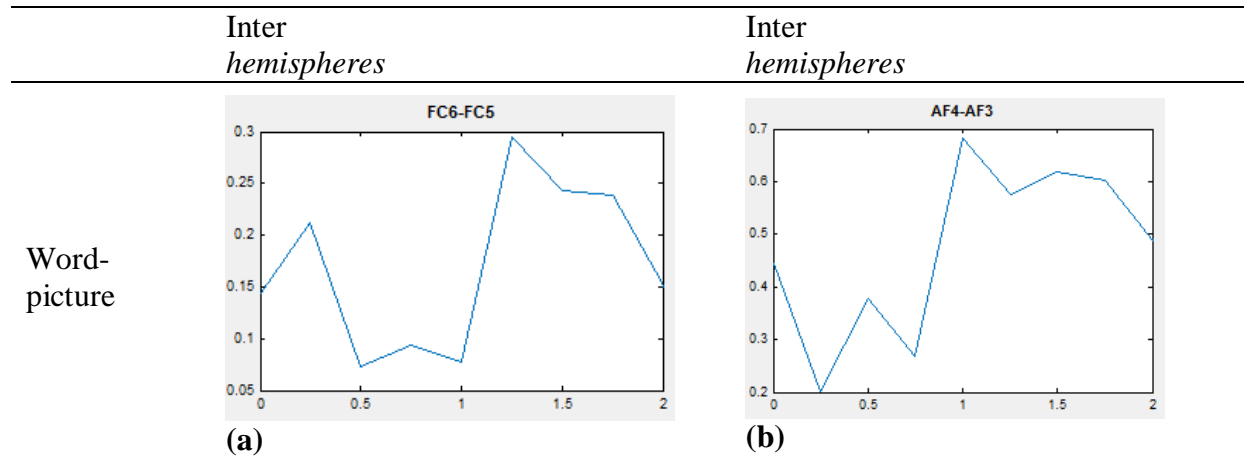 Inter
hemispheres
Inter
hemispheres
Word-
picture
FC6-FC5
0.3
0.25
0.2
0.15
0.1
0.05
0 0.5 1 1.5 2
(a)
AF4-AF3
0.7
0.6
0.5
0.4
0.3
0.2
0 0.5 1 1.5 2
(b)